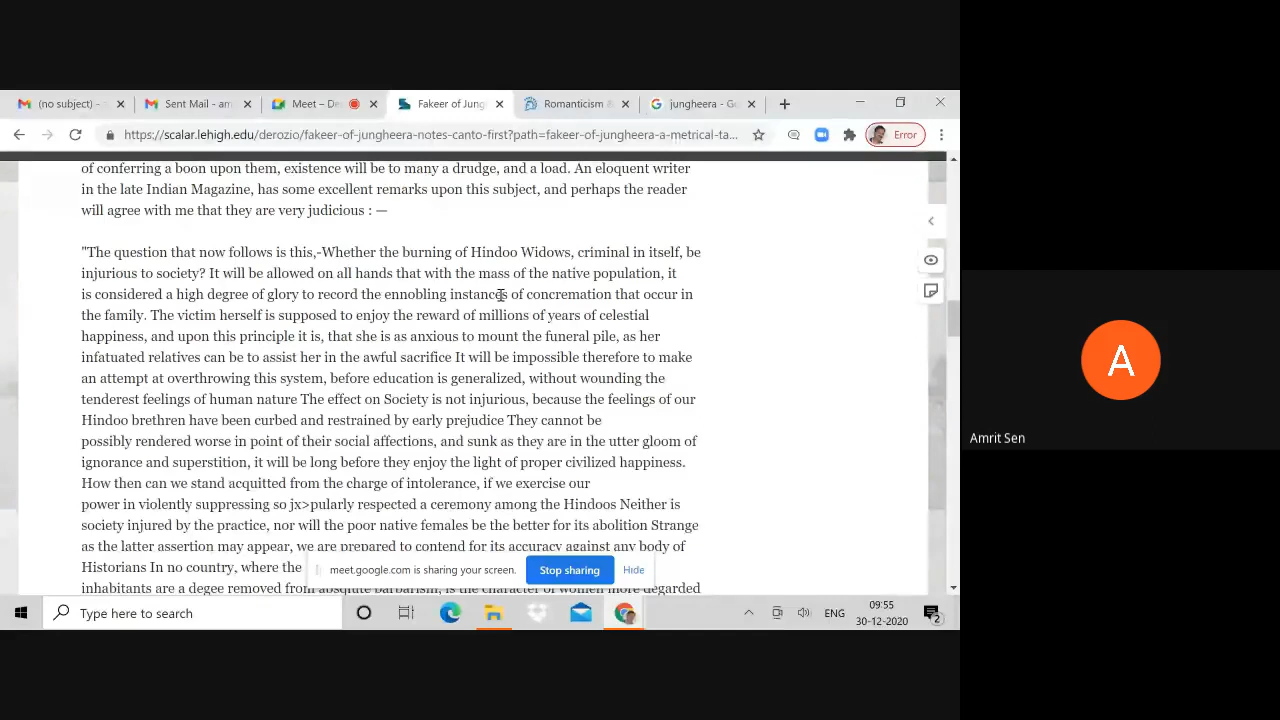 (no subject) -
Sent Mail - am
Meet – De
Fakeer of Jung
Romanticism &
jungheera - Go
https://scalar.lehigh.edu/derozio/fakeer-of-jungheera-notes-canto-first?path=fakeer-of-jungheera-a-metrical-ta...
Error
of conferring a boon upon them, existence will be to many a drudge, and a load. An eloquent writer
in the late Indian Magazine, has some excellent remarks upon this subject, and perhaps the reader
will agree with me that they are very judicious : —
"The question that now follows is this,-Whether the burning of Hindoo Widows, criminal in itself, be
injurious to society? It will be allowed on all hands that with the mass of the native population, it
is considered a high degree of glory to record the ennobling instances of concremation that occur in
the family. The victim herself is supposed to enjoy the reward of millions of years of celestial
happiness, and upon this principle it is, that she is as anxious to mount the funeral pile, as her
infatuated relatives can be to assist her in the awful sacrifice It will be impossible therefore to make
an attempt at overthrowing this system, before education is generalized, without wounding the
tenderest feelings of human nature The effect on Society is not injurious, because the feelings of our
Hindoo brethren have been curbed and restrained by early prejudice They cannot be
possibly rendered worse in point of their social affections, and sunk as they are in the utter gloom of
ignorance and superstition, it will be long before they enjoy the light of proper civilized happiness.
How then can we stand acquitted from the charge of intolerance, if we exercise our
power in violently suppressing so jx>pularly respected a ceremony among the Hindoos Neither is
society injured by the practice, nor will the poor native females be the better for its abolition Strange
as the latter assertion may appear, we are prepared to contend for its accuracy against any body of
Historians In no country, where the
inhabitants are a degee removed from absqiute barbarism, is the character of women more degarded
meet.google.com is sharing your screen.
Stop sharing
Hide
Type here to search
ENG
09:55
30-12-2020
2
A
Amrit Sen